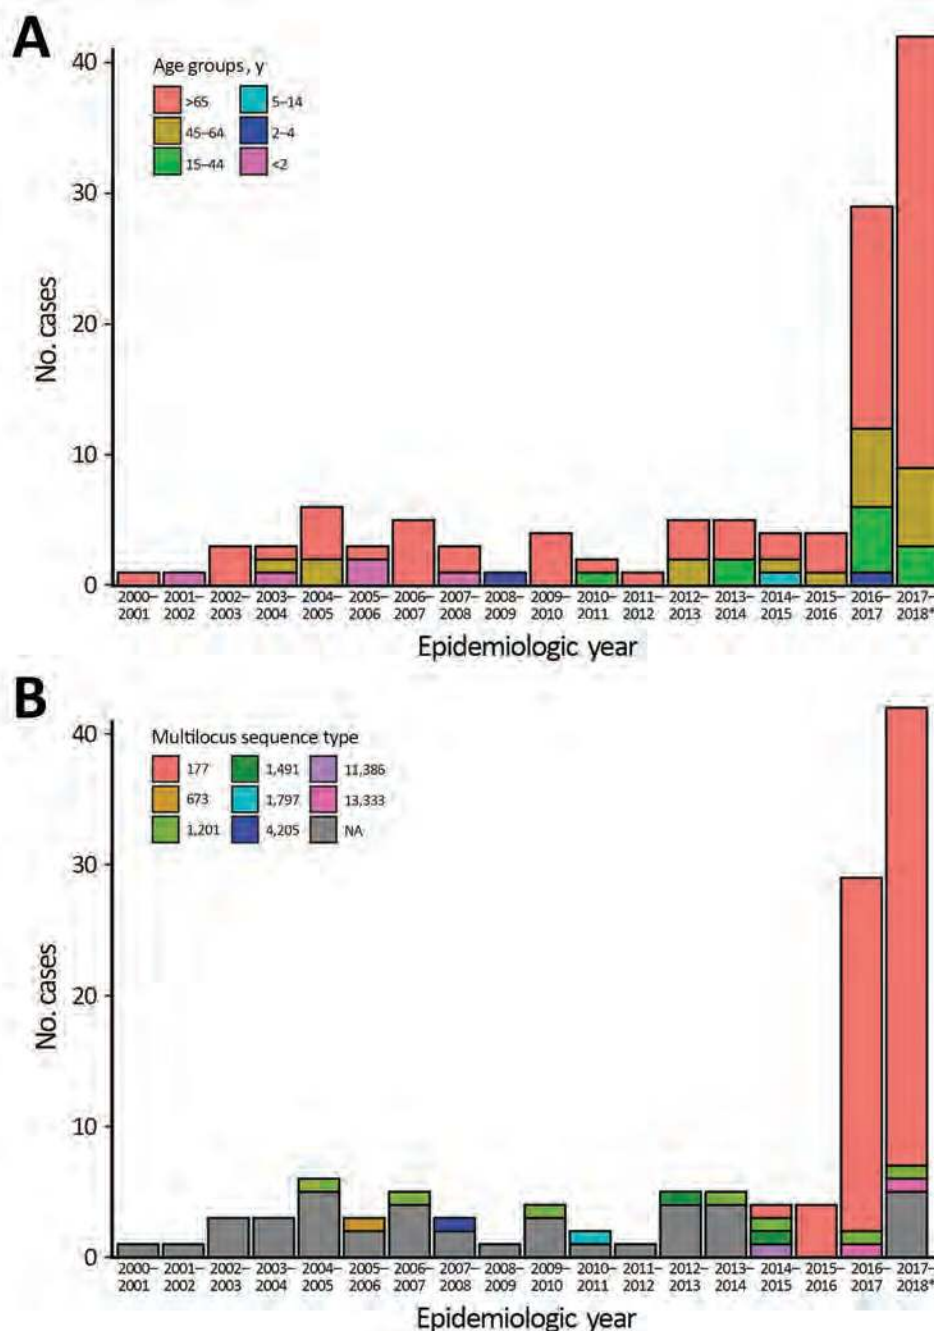 A
Age groups, y
>65
5–14
45–64
2–4
15–44
<2
40
30
20
10
0
No. cases
2000– 2001– 2002– 2003– 2004– 2005– 2006– 2007– 2008– 2009– 2010– 2011– 2012– 2013– 2014– 2015– 2016– 2017–
2001 2002 2003 2004 2005 2006 2007 2008 2009 2010 2011 2012 2013 2014 2015 2016 2017 2018*
Epidemiologic year
B
Multilocus sequence type
177 1,491 11,386
673 1,797 13,333
1,201 4,205 NA
40
30
20
10
0
No. cases
2000– 2001– 2002– 2003– 2004– 2005– 2006– 2007– 2008– 2009– 2010– 2011– 2012– 2013– 2014– 2015– 2016– 2017–
2001 2002 2003 2004 2005 2006 2007 2008 2009 2010 2011 2012 2013 2014 2015 2016 2017 2018*
Epidemiologic year